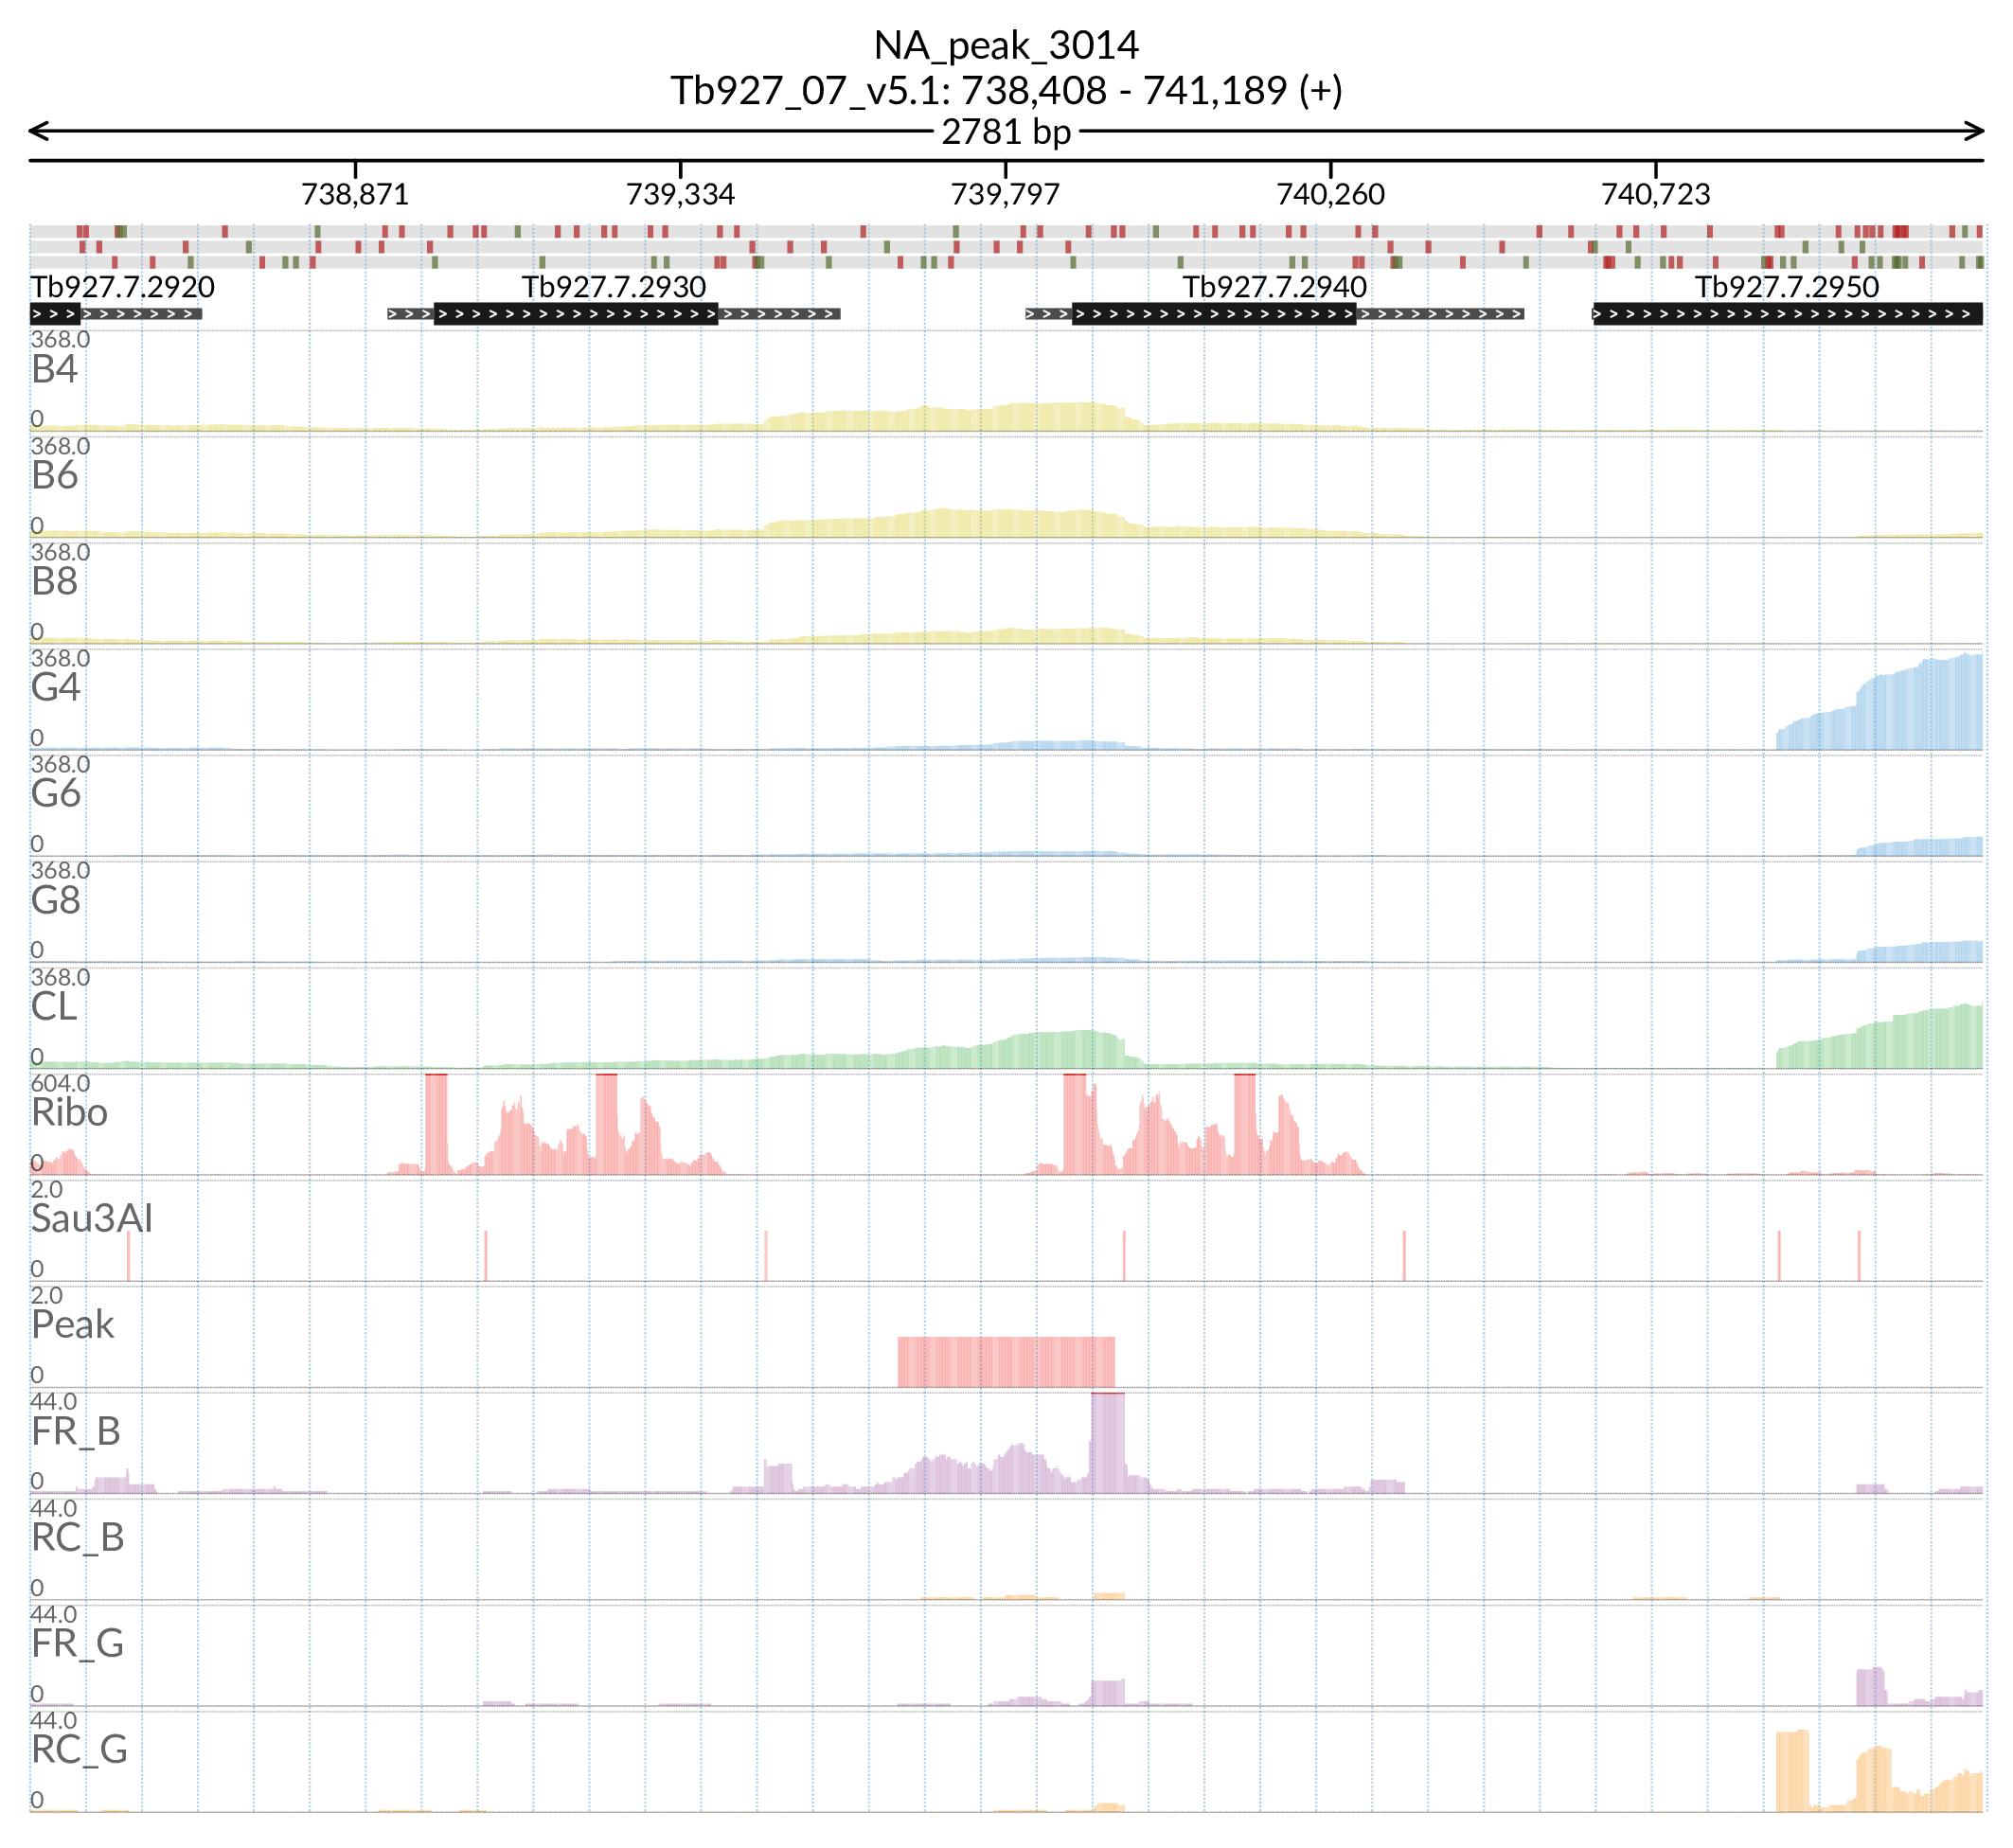 NA_peak_3014
Tb927_07_v5.1: 738,408 - 741,189 (+)
2781 bp
738,871 739,334 739,797 740,260 740,723
Tb927.7.2920 Tb927.7.2930 Tb927.7.2940 Tb927.7.2950
368.0
B4
0
368.0
B6
0
368.0
B8
0
368.0
G4
0
368.0
G6
0
368.0
G8
0
368.0
CL
0
604.0
Ribo
0
2.0
Sau3AI
0
2.0
Peak
0
44.0
FR_B
0
44.0
RC_B
0
44.0
FR_G
0
44.0
RC_G
0